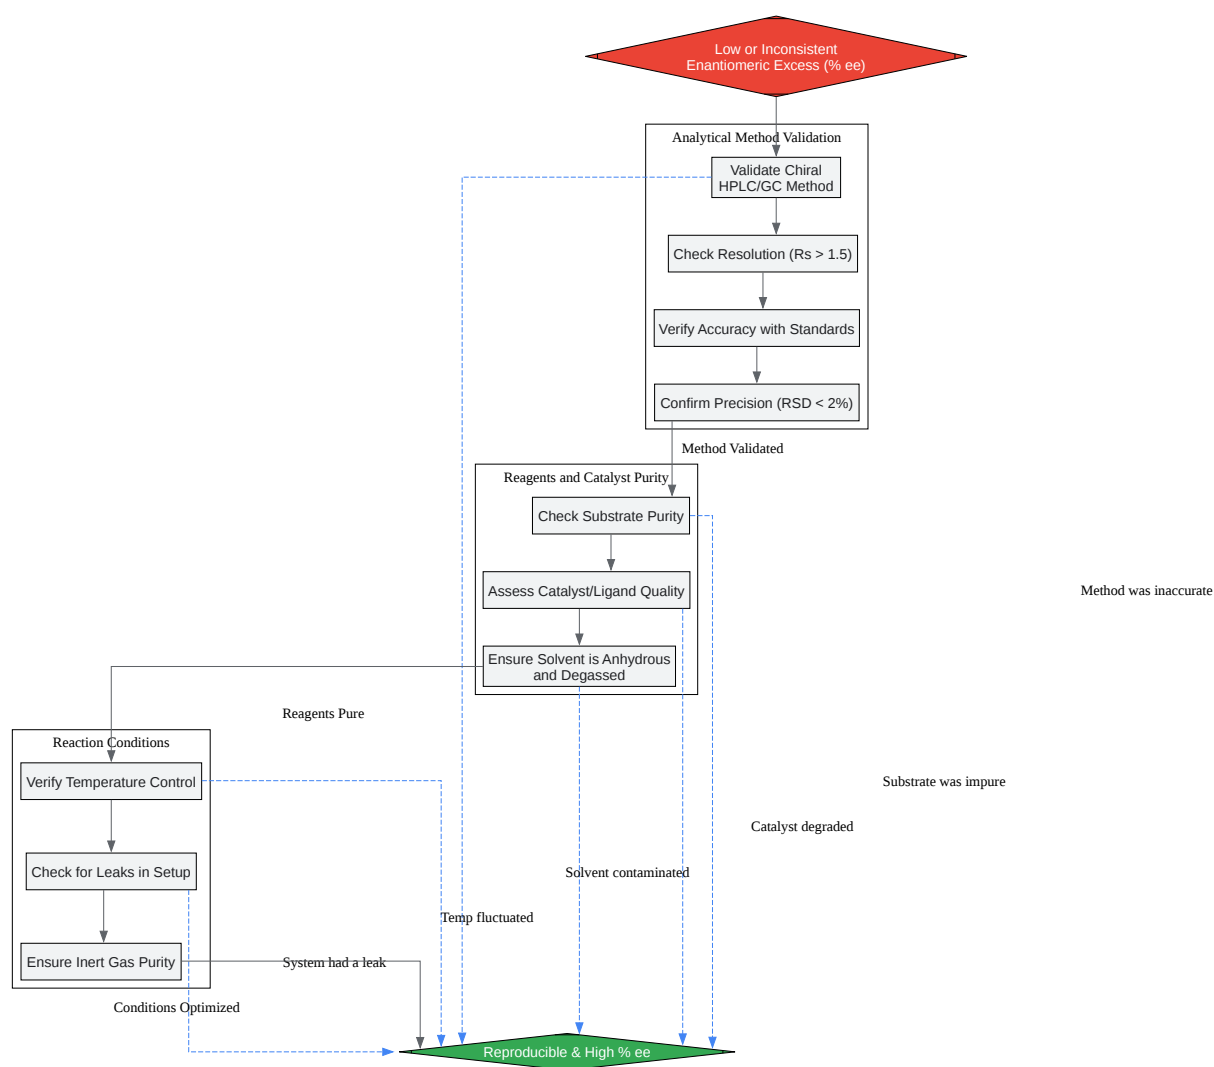 Low or Inconsistent
Enantiomeric Excess (% ee)
Analytical Method Validation
Validate Chiral
HPLC/GC Method
Check Resolution (Rs > 1.5)
Verify Accuracy with Standards
Confirm Precision (RSD < 2%)
Method Validated
Reagents and Catalyst Purity
Check Substrate Purity
Assess Catalyst/Ligand Quality
Method was inaccurate
Ensure Solvent is Anhydrous
and Degassed
Reagents Pure
Reaction Conditions
Verify Temperature Control
Substrate was impure
Catalyst degraded
Check for Leaks in Setup
Solvent contaminated
Temp fluctuated
Ensure Inert Gas Purity
System had a leak
Conditions Optimized
Reproducible & High % ee